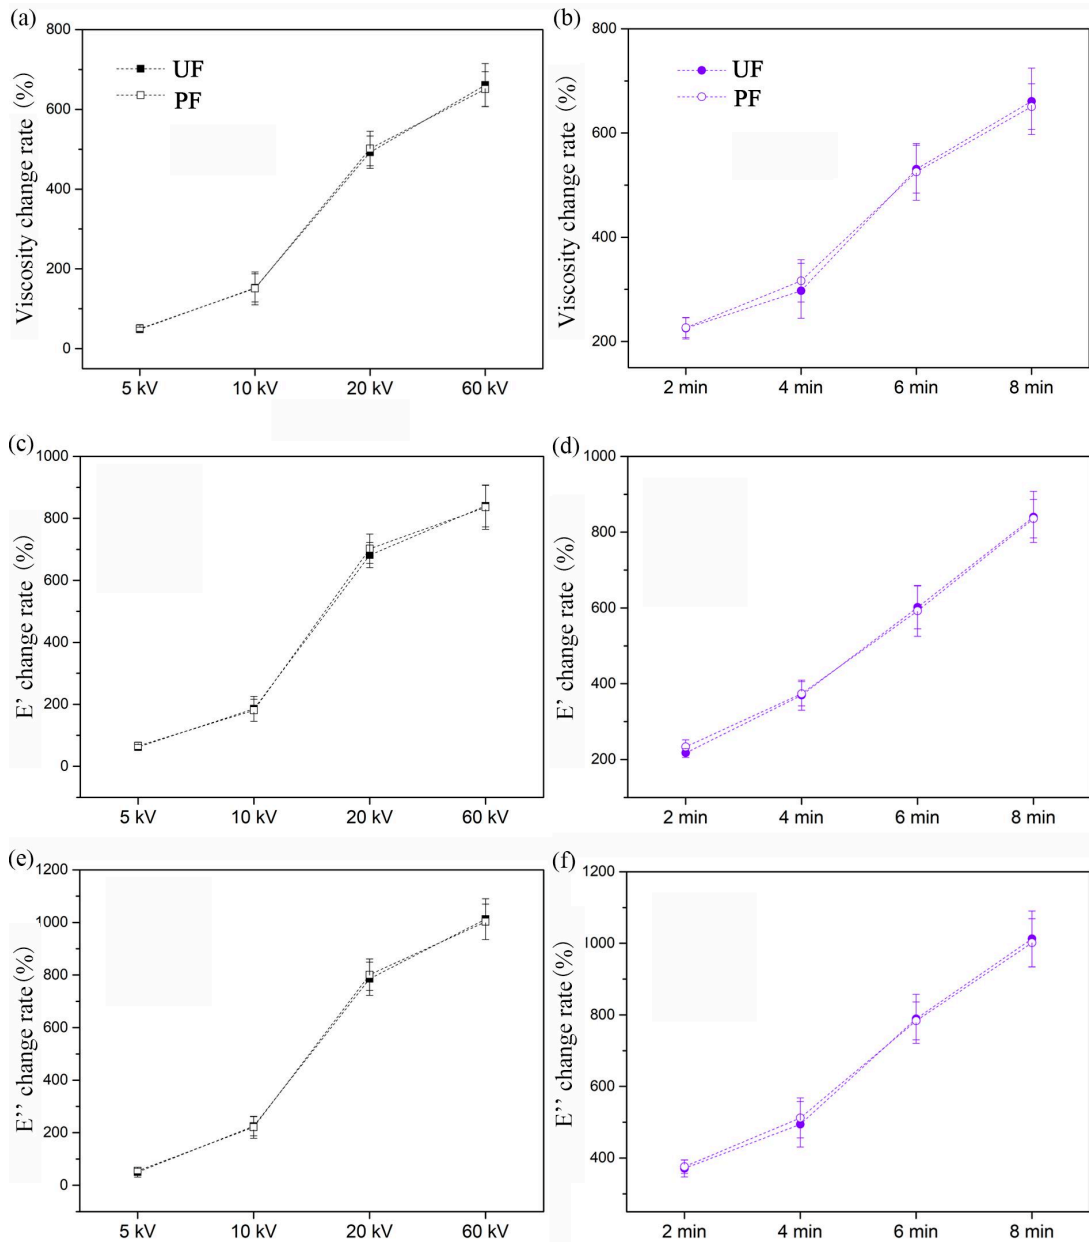 (a)
800
600
400
200
0
Viscosity change rate (%)
UF
PF
5 kV 10 kV 20 kV 60 kV
(b)
800
600
400
200
Viscosity change rate (%)
UF
PF
2 min 4 min 6 min 8 min
(c)
1000
800
600
400
200
0
E’ change rate (%)
5 kV 10 kV 20 kV 60 kV
(d)
1000
800
600
400
200
E’ change rate (%)
2 min 4 min 6 min 8 min
(e)
1200
1000
800
600
400
200
0
E’’ change rate (%)
5 kV 10 kV 20 kV 60 kV
(f)
1200
1000
800
600
400
E’’ change rate (%)
2 min 4 min 6 min 8 min